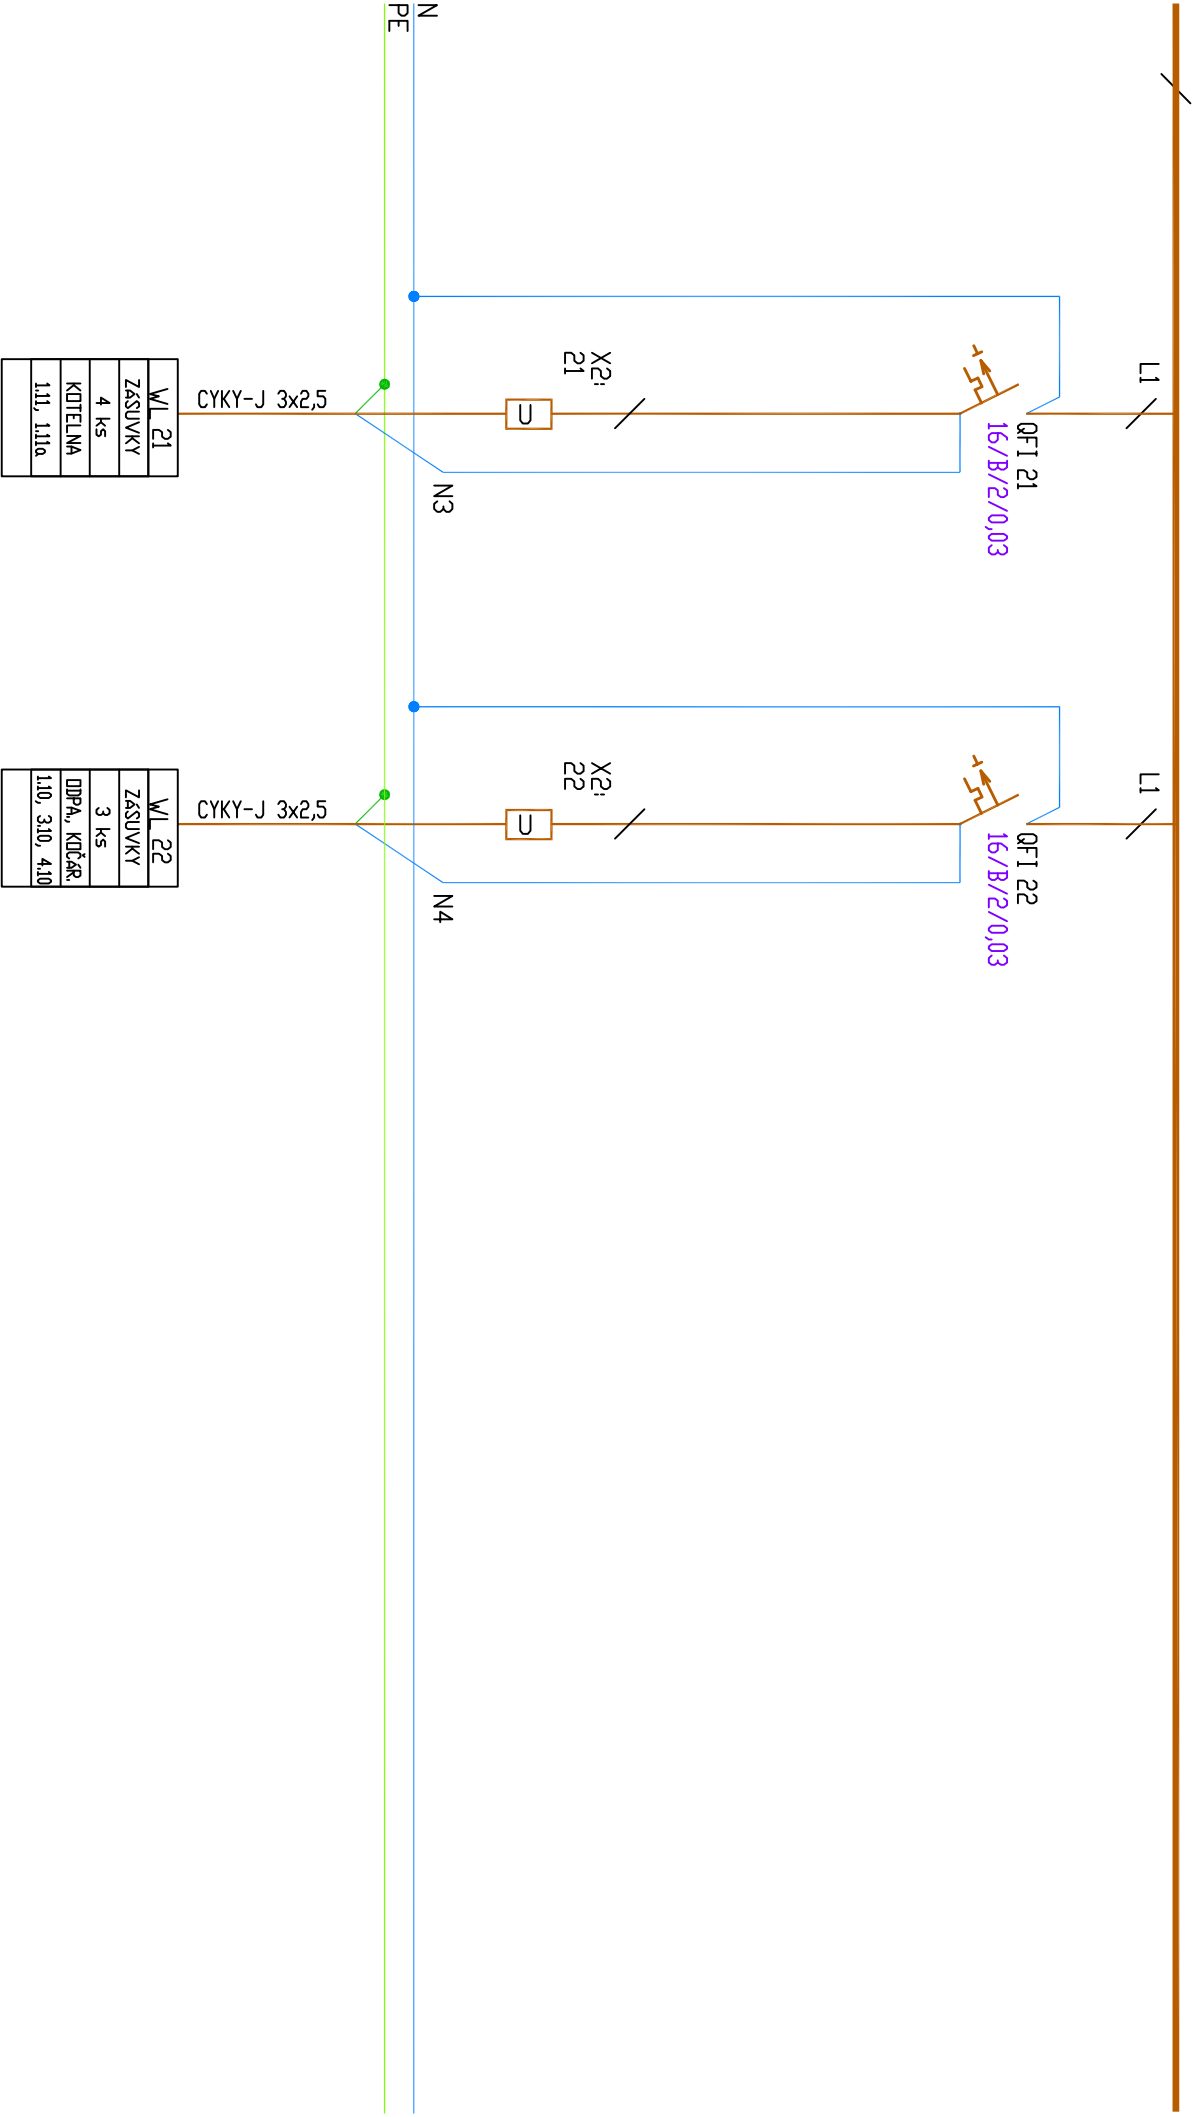 L1
QFI 21
16/B/2/0,03
X2:
21
U
N3
N
PE
CYKY-J 3x2,5
WL 21
ZÁSUVKY
4 ks
KOTELNA
1.11, 1.11a
L1
QFI 22
16/B/2/0,03
X2:
22
U
N4
CYKY-J 3x2,5
WL 22
ZÁSUVKY
3 ks
ODPA., KOČÁR.
1.10, 3.10, 4.10